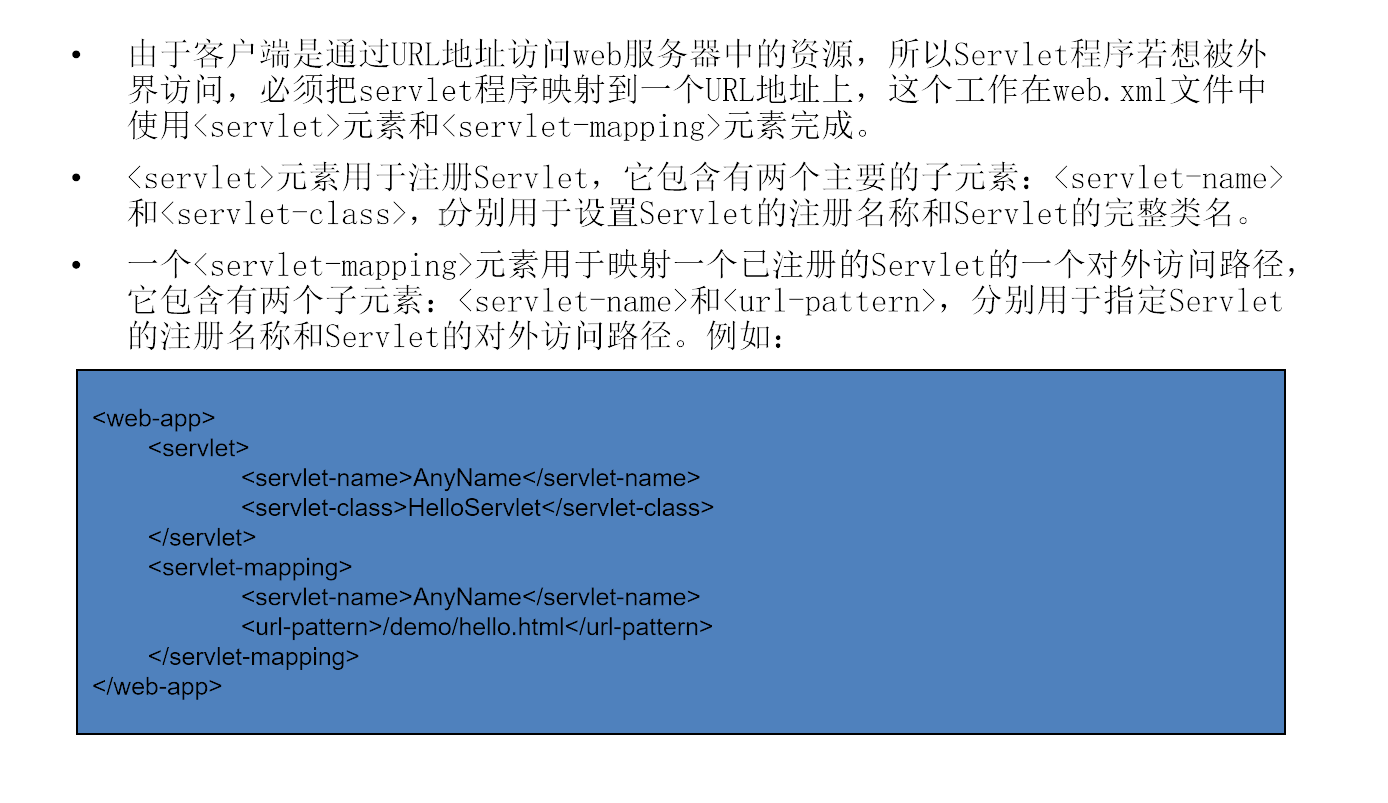 • 由于客户端是通过URL地址访问web服务器中的资源，所以Servlet程序若想被外
界访问，必须把servlet程序映射到一个URL地址上，这个工作在web.xml文件中
使用<servlet>元素和<servlet-mapping>元素完成。
• <servlet>元素用于注册Servlet，它包含有两个主要的子元素：<servlet-name>
和<servlet-class>，分别用于设置Servlet的注册名称和Servlet的完整类名。
• 一个<servlet-mapping>元素用于映射一个已注册的Servlet的一个对外访问路径，
它包含有两个子元素：<servlet-name>和<url-pattern>，分别用于指定Servlet
的注册名称和Servlet的对外访问路径。例如：
<web-app>
<servlet>
<servlet-name>AnyName</servlet-name>
<servlet-class>HelloServlet</servlet-class>
</servlet>
<servlet-mapping>
<servlet-name>AnyName</servlet-name>
<url-pattern>/demo/hello.html</url-pattern>
</servlet-mapping>
</web-app>